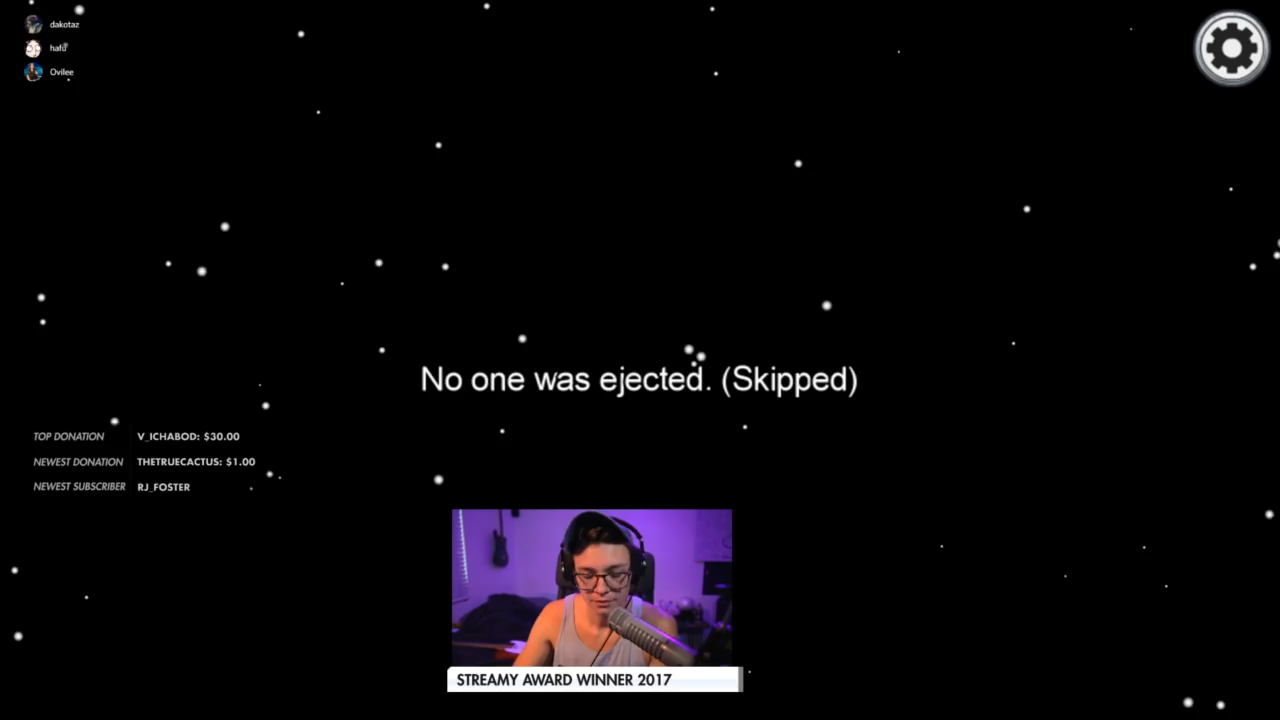 dakotaz
hafu
Ovilee
No one was ejected. (Skipped)
TOP DONATION V_ICHABOD: $30.00
NEWEST DONATION THETRUECACTUS: $1.00
NEWEST SUBSCRIBER RJ_FOSTER
STREAMY AWARD WINNER 2017